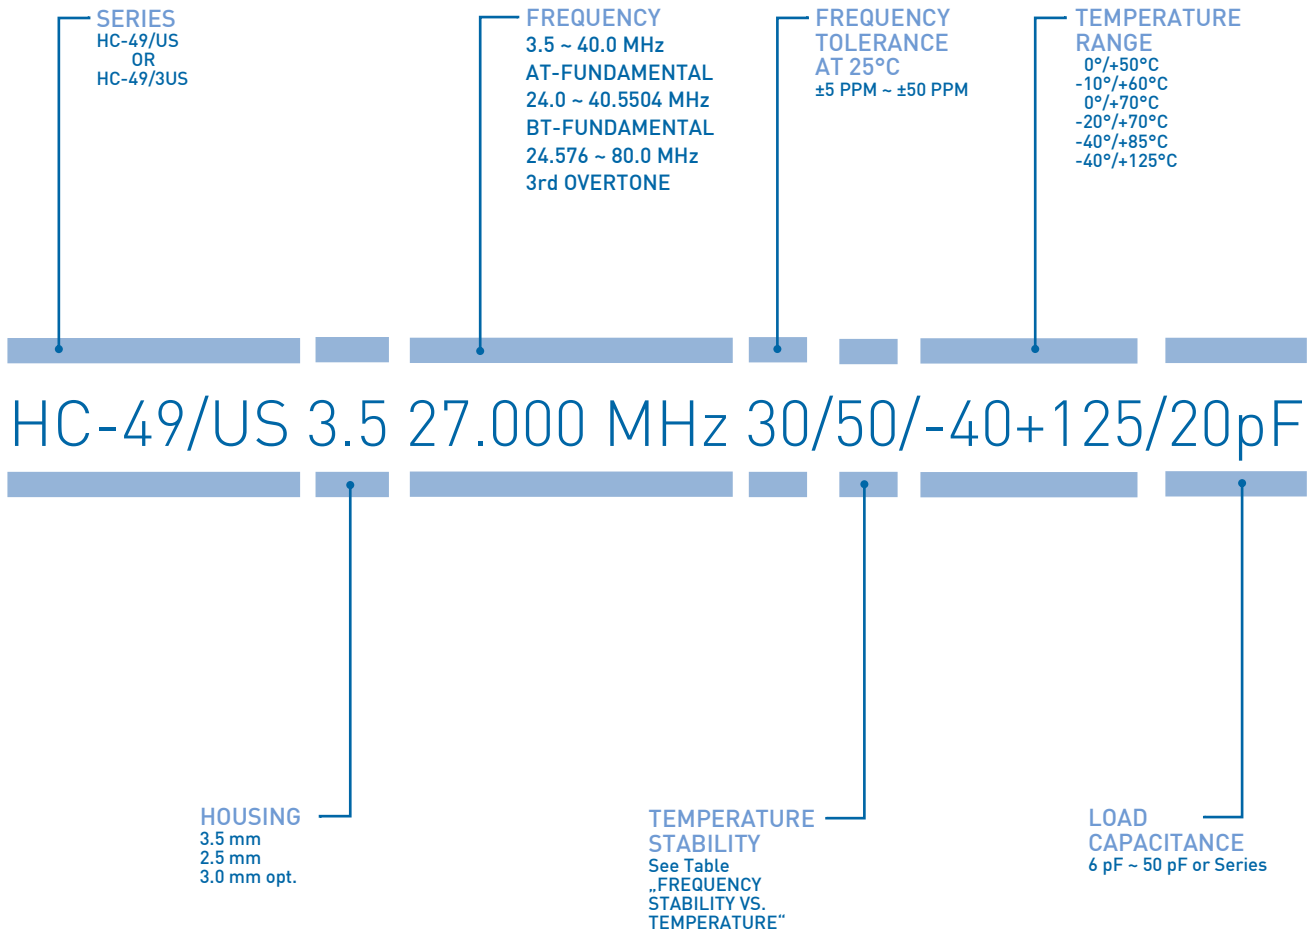 SERIES
HC-49/US
OR
HC-49/3US
FREQUENCY
3.5 ~ 40.0 MHz
AT-FUNDAMENTAL
24.0 ~ 40.5504 MHz
BT-FUNDAMENTAL
24.576 ~ 80.0 MHz
3rd OVERTONE
FREQUENCY
TOLERANCE
AT 25°C
±5 PPM ~ ±50 PPM
TEMPERATURE
RANGE
0°/+50°C
-10°/+60°C
0°/+70°C
-20°/+70°C
-40°/+85°C
-40°/+125°C
HC-49/US 3.5 27.000 MHz 30/50/-40+125/20pF
HOUSING
3.5 mm
2.5 mm
3.0 mm opt.
TEMPERATURE
STABILITY
See Table
„FREQUENCY
STABILITY VS.
TEMPERATURE“
LOAD
CAPACITANCE
6 pF ~ 50 pF or Series